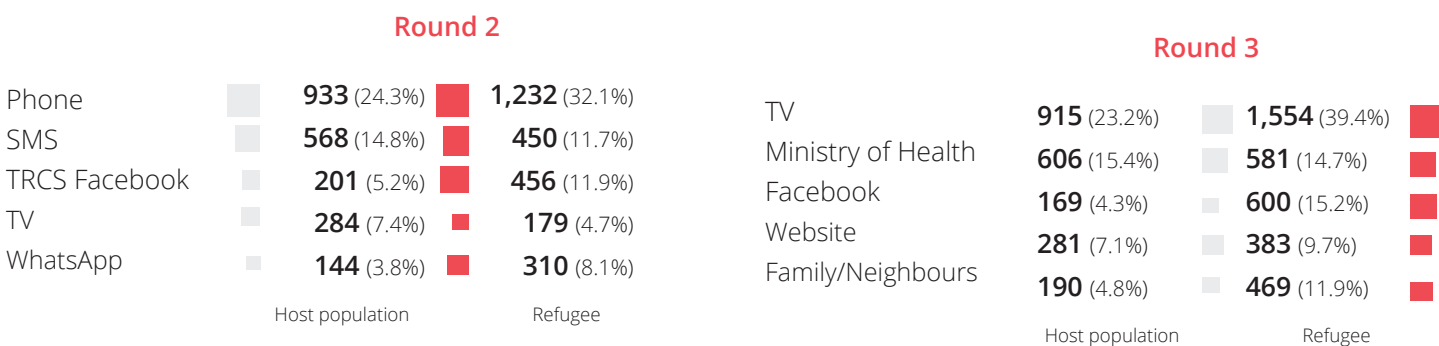 Round 2
Phone 933 (24.3%) 1,232 (32.1%)
SMS 568 (14.8%) 450 (11.7%)
TRCS Facebook 201 (5.2%) 456 (11.9%)
TV 284 (7.4%) 179 (4.7%)
WhatsApp 144 (3.8%) 310 (8.1%)
Host population Refugee
Round 3
TV 915 (23.2%) 1,554 (39.4%)
Ministry of Health 606 (15.4%) 581 (14.7%)
Facebook 169 (4.3%) 600 (15.2%)
Website 281 (7.1%) 383 (9.7%)
Family/Neighbours 190 (4.8%) 469 (11.9%)
Host population Refugee